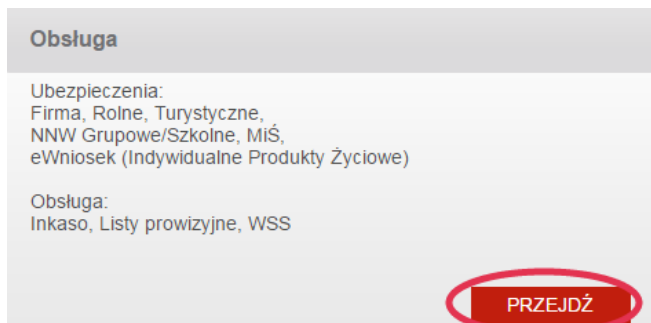 Obsługa
Ubezpieczenia:
Firma, Rolne, Turystyczne,
NNW Grupowe/Szkolne, MiŚ,
eWniosek (Indywidualne Produkty Życiowe)
Obsługa:
Inkaso, Listy prowizyjne, WSS
PRZEJDŹ